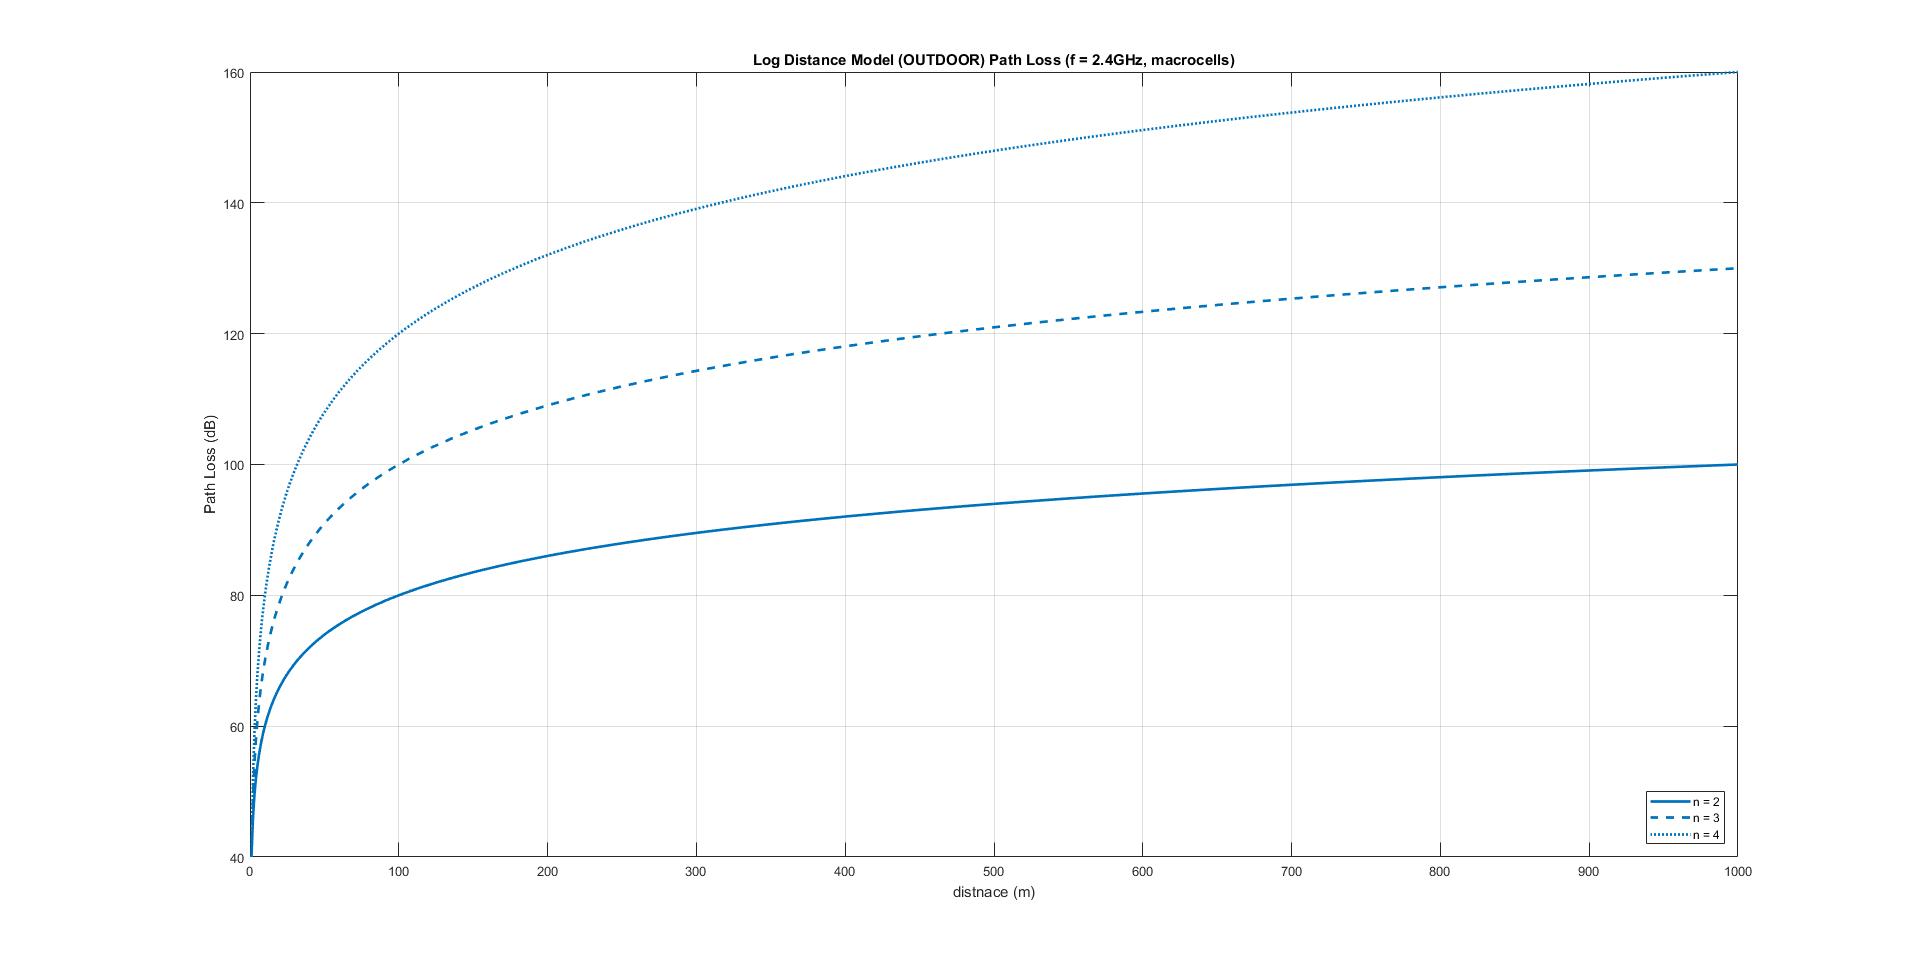 Log Distance Model (OUTDOOR) Path Loss (f = 2.4GHz, macrocells)
160
140
120
100
80
60
40
Path Loss (dB)
0 100 200 300 400 500 600 700 800 900 1000
distnace (m)
n = 2
n = 3
n = 4